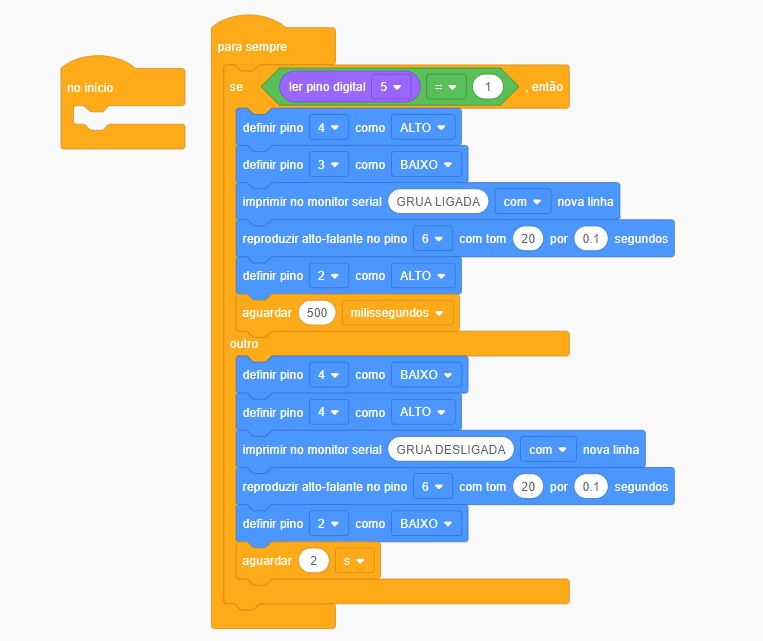 para sempre
no início
se ler pino digital 5 = 1 , então
definir pino 4 como ALTO
definir pino 3 como BAIXO
imprimir no monitor serial GRUA LIGADA com nova linha
reproduzir alto-falante no pino 6 com tom 20 por 0.1 segundos
definir pino 2 como ALTO
aguardar 500 milissegundos
outro
definir pino 4 como BAIXO
definir pino 4 como ALTO
imprimir no monitor serial GRUA DESLIGADA com nova linha
reproduzir alto-falante no pino 6 com tom 20 por 0.1 segundos
definir pino 2 como BAIXO
aguardar 2 s